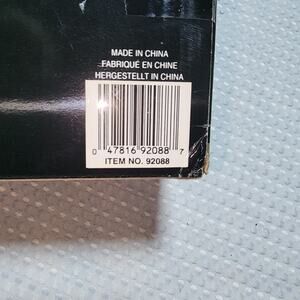 MADE IN CHINA
FABRIQUÉ EN CHINE
HERGESTELLT IN CHINA
0 47816 92088 7
ITEM NO. 92088